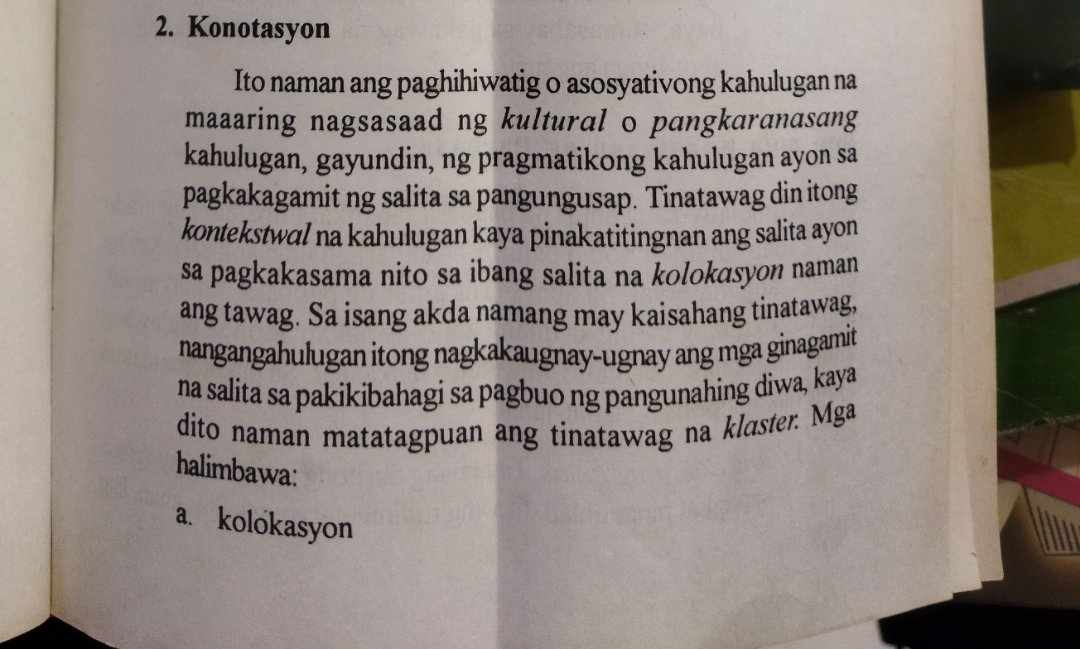 2. Konotasyon
Ito naman ang paghihiwatig o asosyativong kahulugan na
maaaring nagsasaad ng kultural o pangkaranasang
kahulugan, gayundin, ng pragmatikong kahulugan ayon sa
pagkakagamit ng salita sa pangungusap. Tinatawag din itong
kontekstwal na kahulugan kaya pinakatitingnan ang salita ayon
sa pagkakasama nito sa ibang salita na kolokasyon naman
ang tawag. Sa isang akda namang may kaisahang tinatawag,
nangangahulugan itong nagkakaugnay-ugnay ang mga ginagamit
na salita sa pakikibahagi sa pagbuo ng pangunahing diwa, kaya
dito naman matatagpuan ang tinatawag na klaster. Mga
halimbawa:
a. kolokasyon